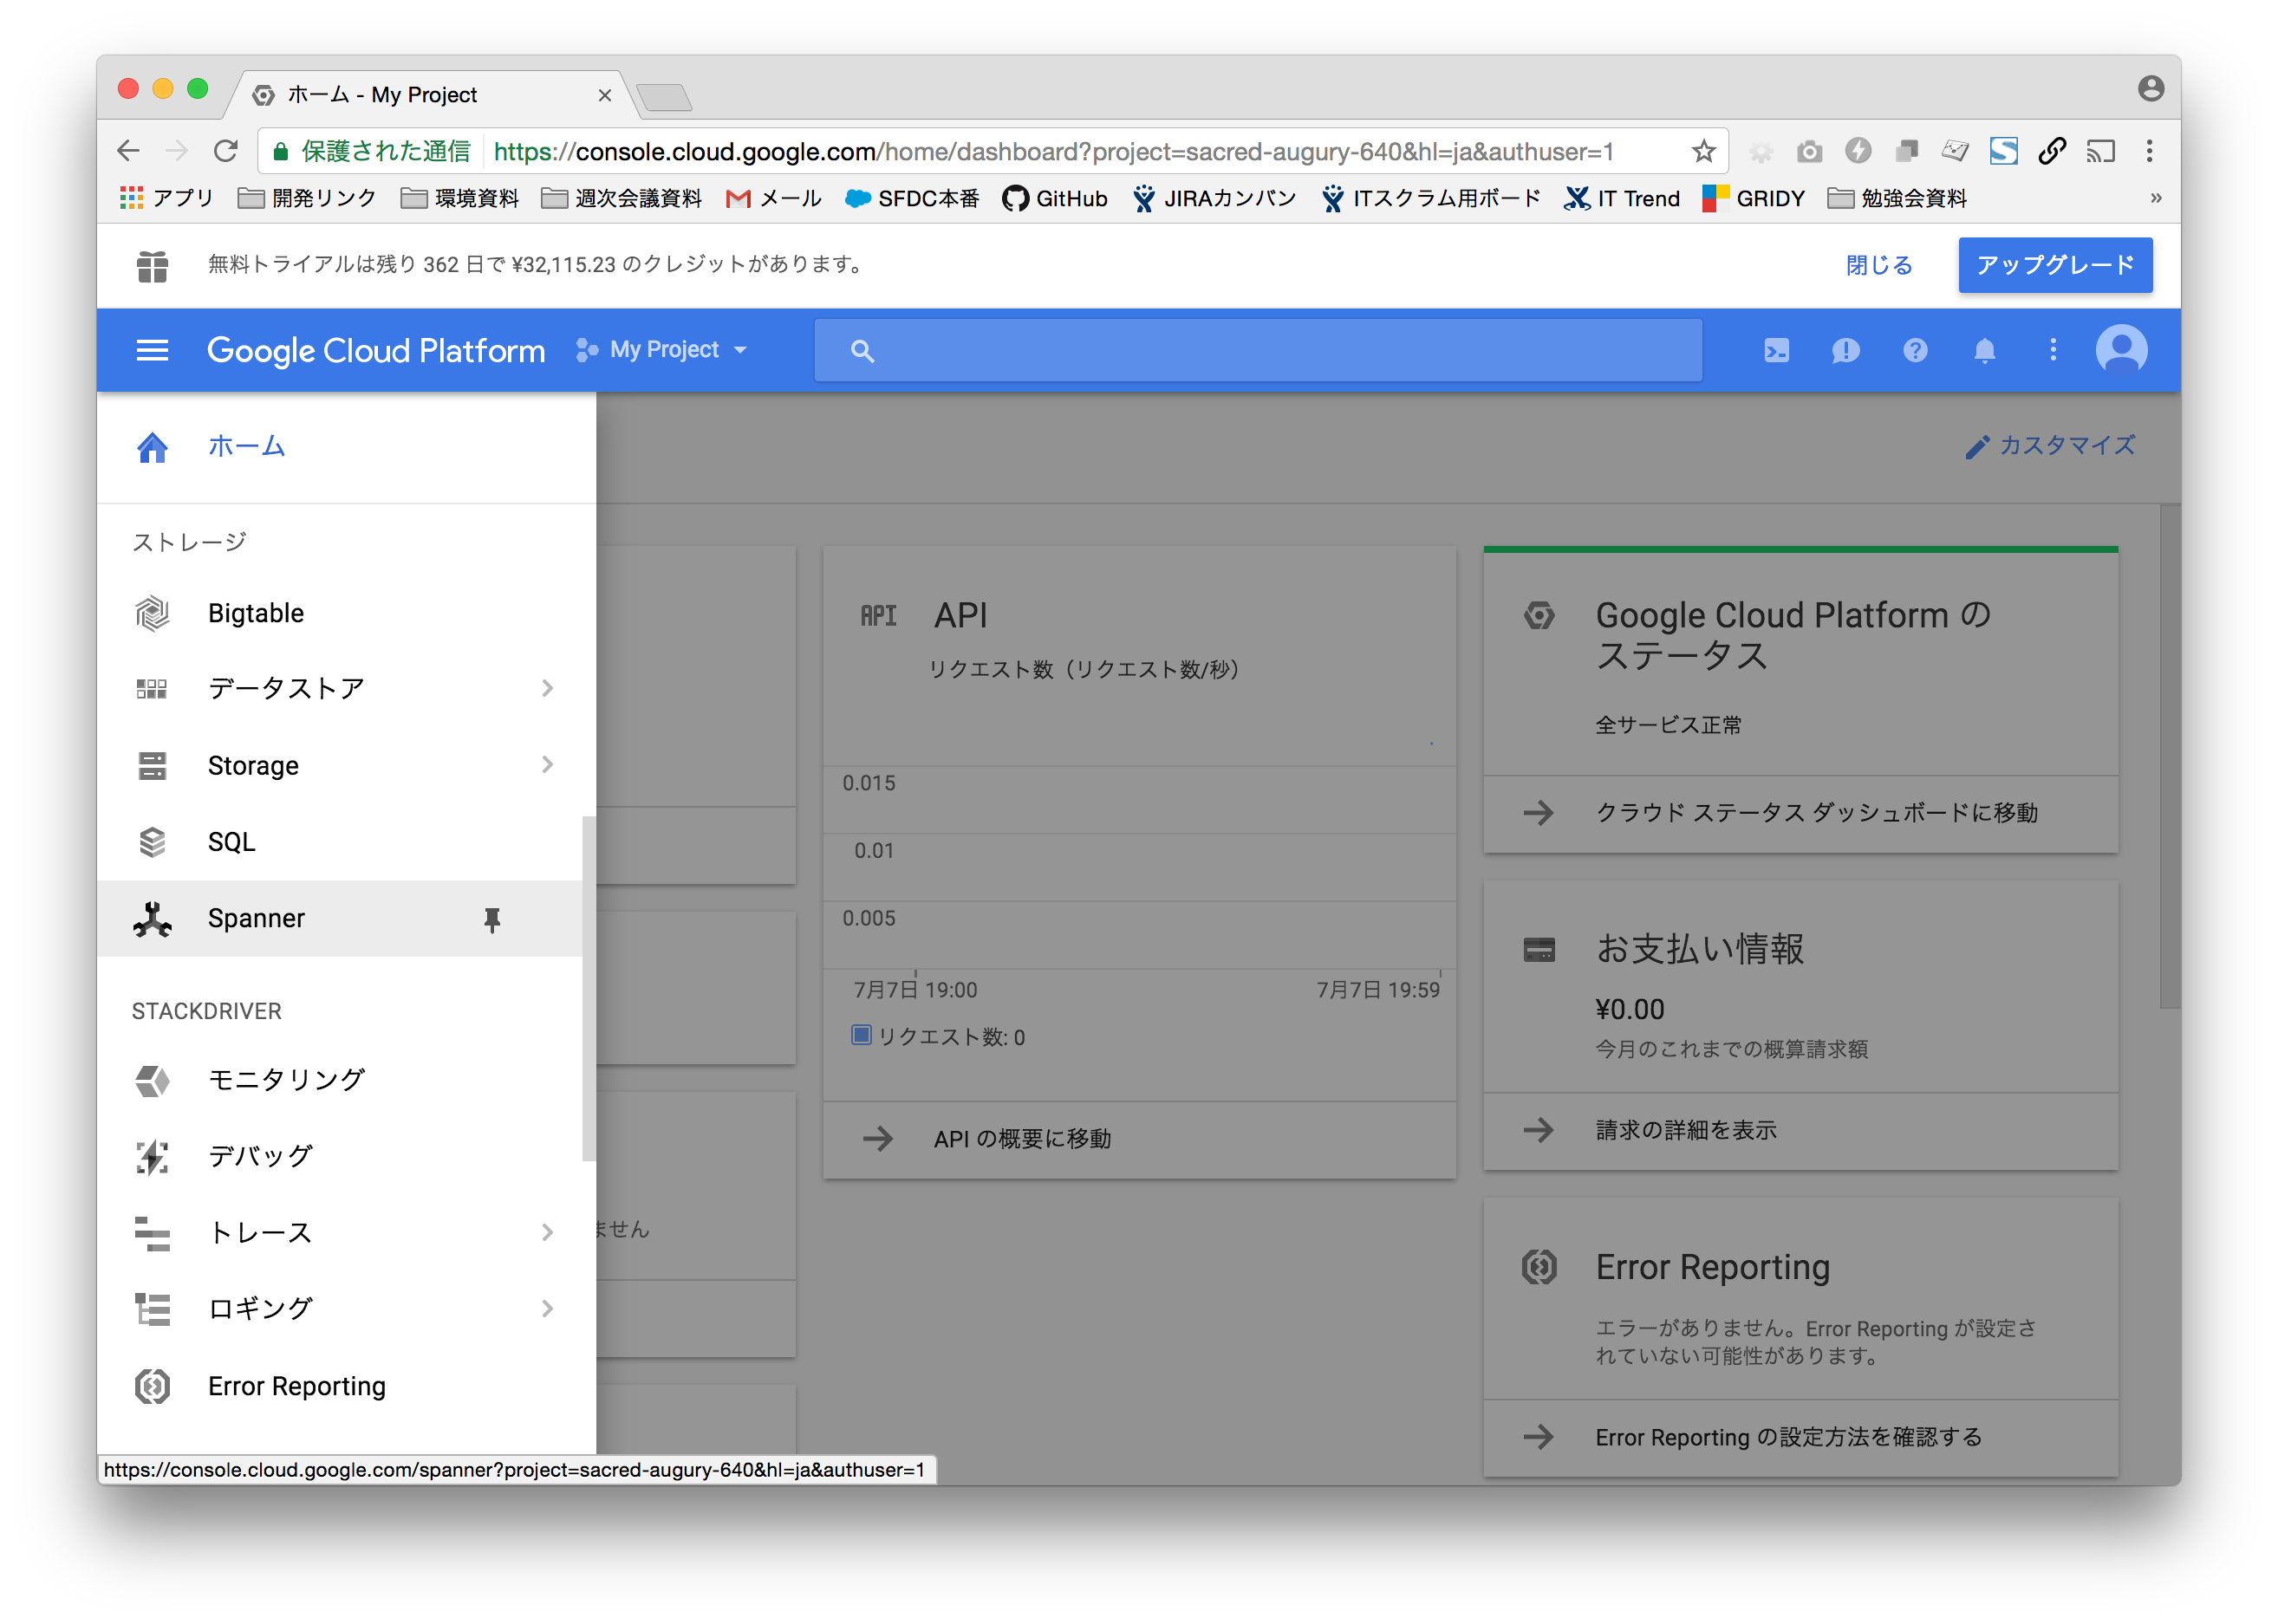 ホーム - My Project
保護された通信 https://console.cloud.google.com/home/dashboard?project=sacred-augury-640&hl=ja&authuser=1
アプリ 開発リンク 環境資料 週次会議資料 メール SFDC本番 GitHub JIRAカンバン ITスクラム用ボード IT Trend GRIDY 勉強会資料 »
無料トライアルは残り 362 日で ¥32,115.23 のクレジットがあります。 閉じる アップグレード
Google Cloud Platform My Project
ホーム
ストレージ
Bigtable
データストア
Storage
SQL
Spanner
STACKDRIVER
モニタリング
デバッグ
トレース
ロギング
Error Reporting
https://console.cloud.google.com/spanner?project=sacred-augury-640&hl=ja&authuser=1
カスタマイズ
ません
API API
リクエスト数（リクエスト数/秒）
0.015
0.01
0.005
7月7日 19:00 7月7日 19:59
リクエスト数: 0
API の概要に移動
Google Cloud Platform の
ステータス
全サービス正常
クラウド ステータス ダッシュボードに移動
お支払い情報
¥0.00
今月のこれまでの概算請求額
請求の詳細を表示
Error Reporting
エラーがありません。Error Reporting が設定さ
れていない可能性があります。
Error Reporting の設定方法を確認する